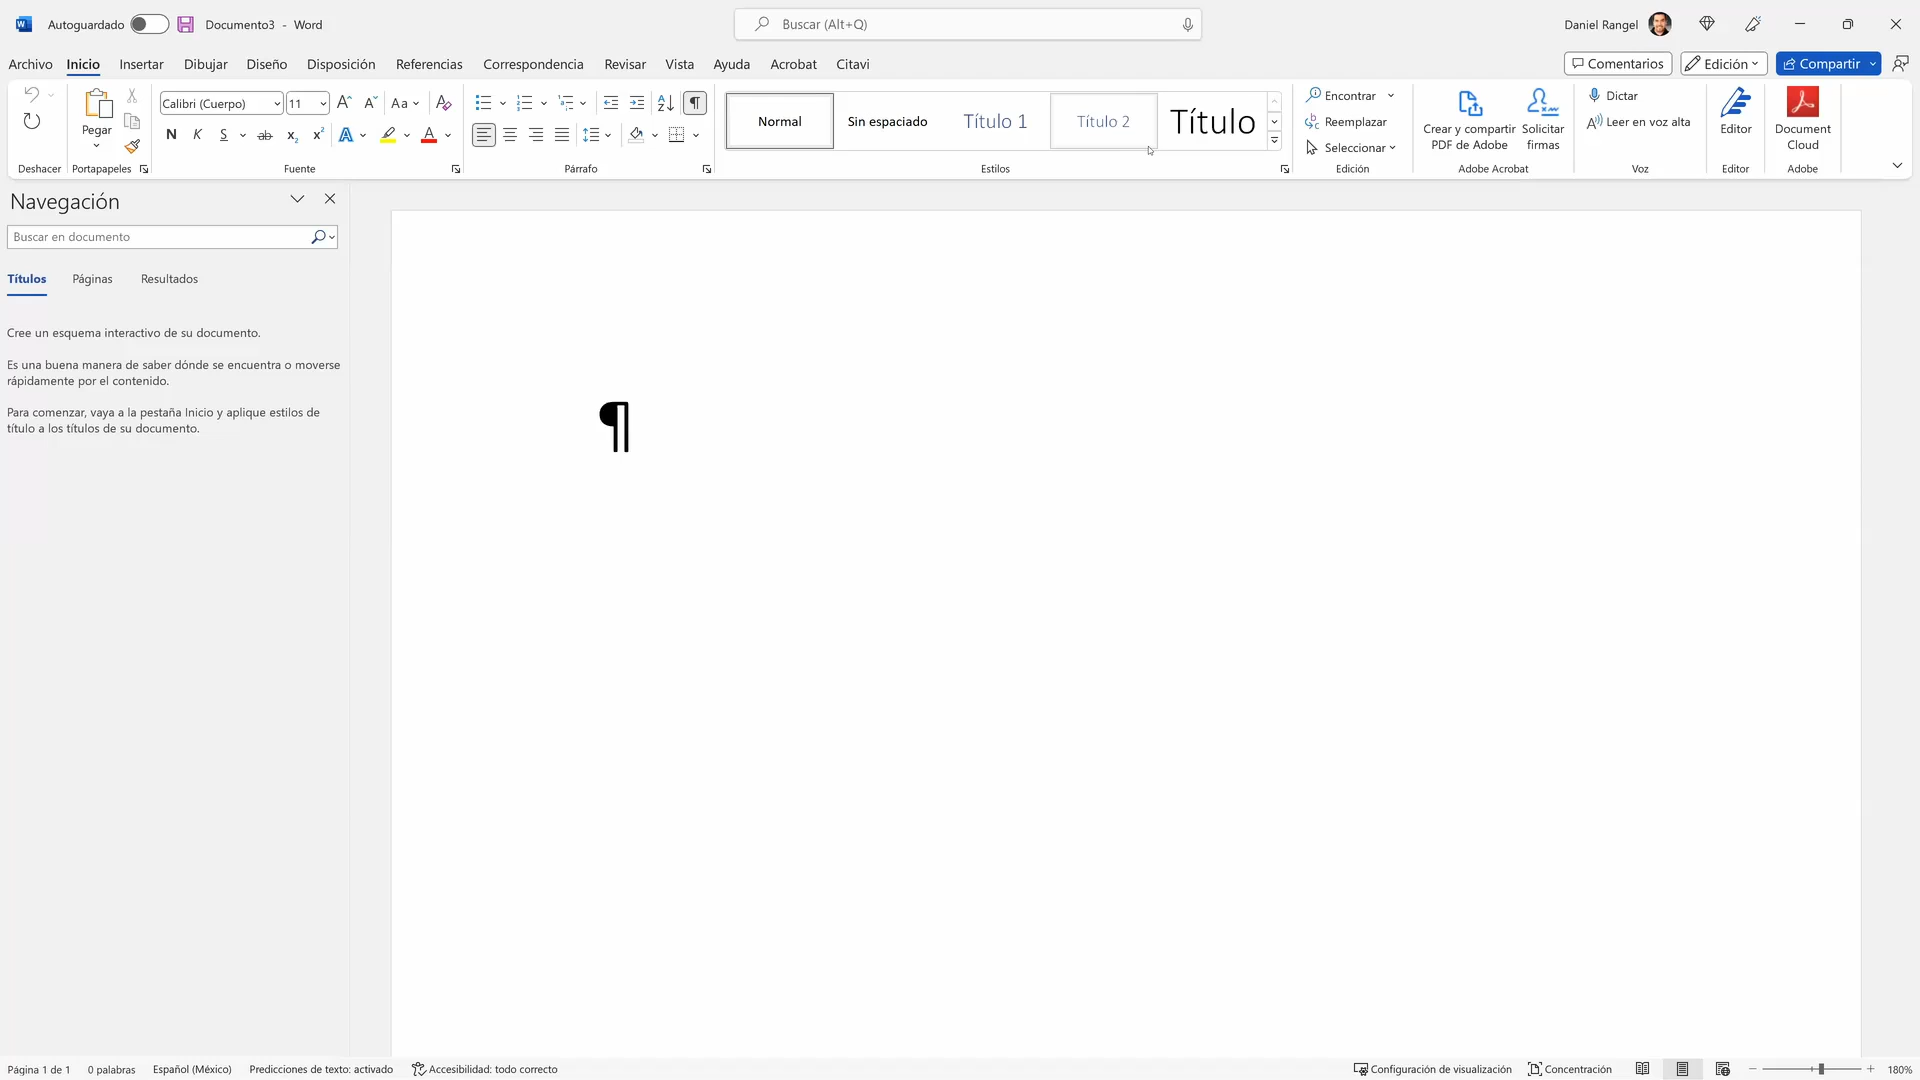 Autoguardado Documento3 - Word Buscar (Alt+Q) Daniel Rangel
Archivo Inicio Insertar Dibujar Diseño Disposición Referencias Correspondencia Revisar Vista Ayuda Acrobat Citavi Comentarios Edición Compartir
Pegar
Calibri (Cuerpo) 11 Aa
N K S ab x₂ x² A A
Normal Sin espaciado Título 1 Título 2 Título
Encontrar
Reemplazar
Seleccionar
Crear y compartir
PDF de Adobe
Solicitar
firmas
Dictar
Leer en voz alta
Editor
Document
Cloud
Deshacer Portapapeles Fuente Párrafo Estilos Edición Adobe Acrobat Voz Editor Adobe
Navegación
Buscar en documento
Títulos Páginas Resultados
Cree un esquema interactivo de su documento.
Es una buena manera de saber dónde se encuentra o moverse
rápidamente por el contenido.
Para comenzar, vaya a la pestaña Inicio y aplique estilos de
título a los títulos de su documento.
¶
Página 1 de 1 0 palabras Español (México) Predicciones de texto: activado Accesibilidad: todo correcto Configuración de visualización Concentración 180%